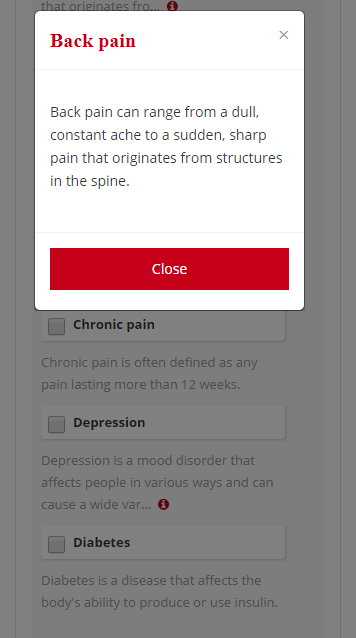 that originates fro...
Back pain
×
Back pain can range from a dull,
constant ache to a sudden, sharp
pain that originates from structures
in the spine.
Close
Chronic pain
Chronic pain is often defined as any
pain lasting more than 12 weeks.
Depression
Depression is a mood disorder that
affects people in various ways and can
cause a wide var...
Diabetes
Diabetes is a disease that affects the
body's ability to produce or use insulin.